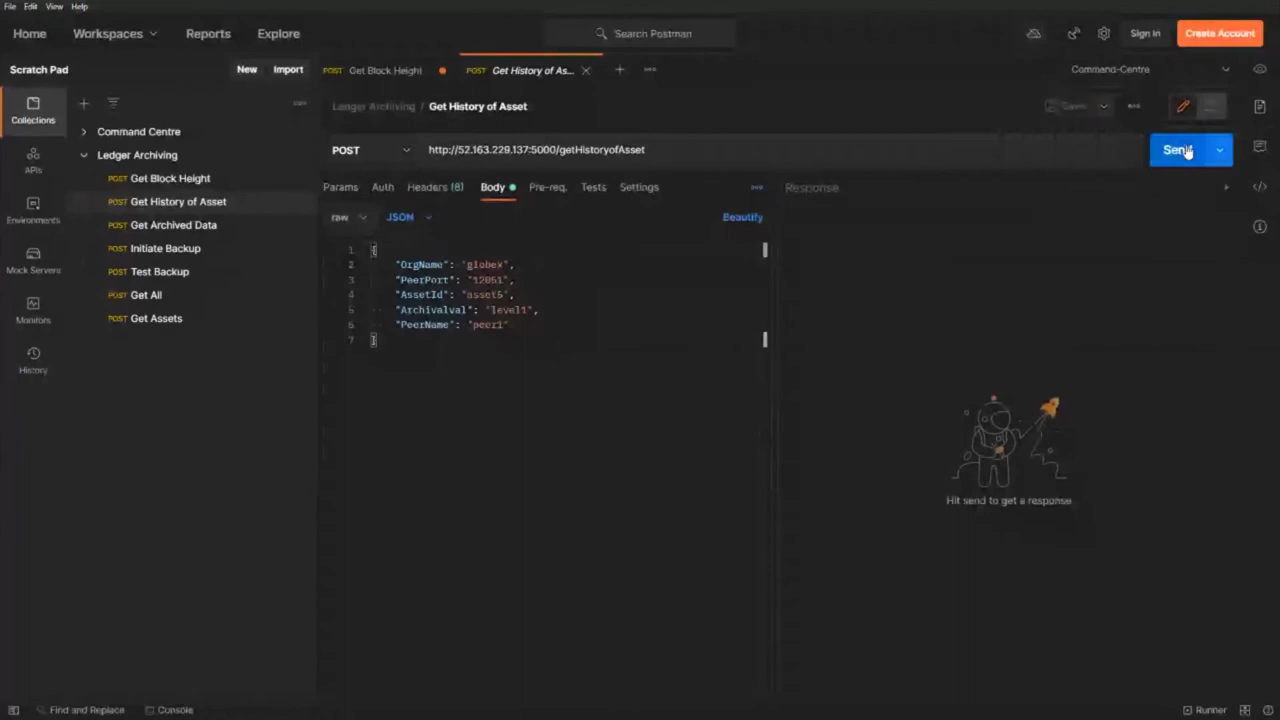 File Edit View Help
Home Workspaces Reports Explore Search Postman Sign In Create Account
Scratch Pad New Import POST Get Block Height POST Get History of As... Command-Centre
Ledger Archiving / Get History of Asset Save
Collections
APIs
Environments
Mock Servers
Monitors
History
Command Centre
Ledger Archiving
POST Get Block Height
POST Get History of Asset
POST Get Archived Data
POST Initiate Backup
POST Test Backup
POST Get All
POST Get Assets
POST http://52.163.229.137:5000/getHistoryofAsset Send
Params Auth Headers (8) Body Pre-req. Tests Settings
raw JSON Beautify
1 {
2 "OrgName": "globex",
3 "PeerPort": "12051",
4 "AssetId": "asset5",
5 "Archivalval": "level1",
6 "PeerName": "peer1"
7 }
Response
Hit send to get a response
Find and Replace Console Runner